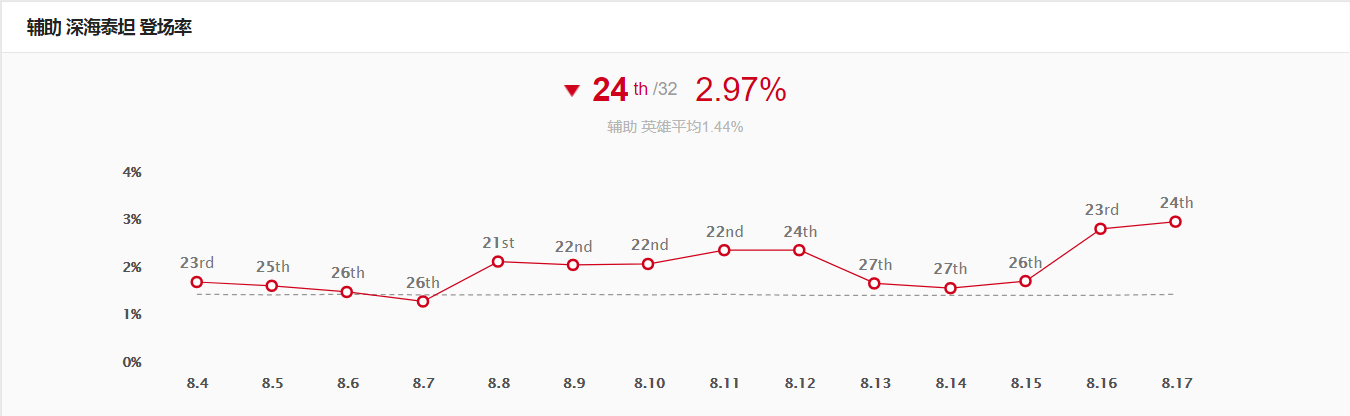 辅助 深海泰坦 登场率
▼ 24 th /32 2.97%
辅助 英雄平均1.44%
4%
3%
2%
1%
0%
23rd 25th 26th 26th 21st 22nd 22nd 22nd 24th 27th 27th 26th 23rd 24th
8.4 8.5 8.6 8.7 8.8 8.9 8.10 8.11 8.12 8.13 8.14 8.15 8.16 8.17